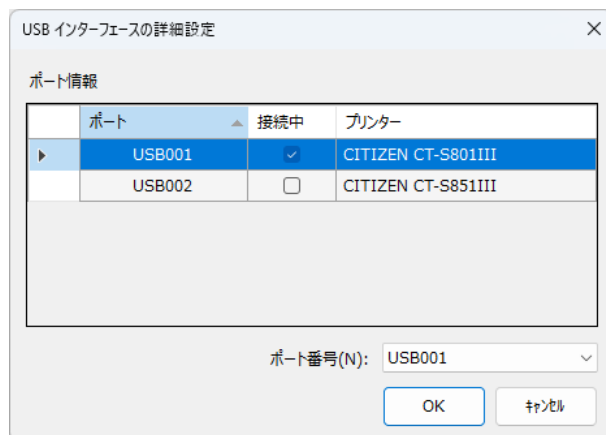 USB インターフェースの詳細設定
ポート情報
ポート 接続中 プリンター
USB001 CITIZEN CT-S801III
USB002 CITIZEN CT-S851III
ポート番号(N): USB001
OK ｷｬﾝｾﾙ